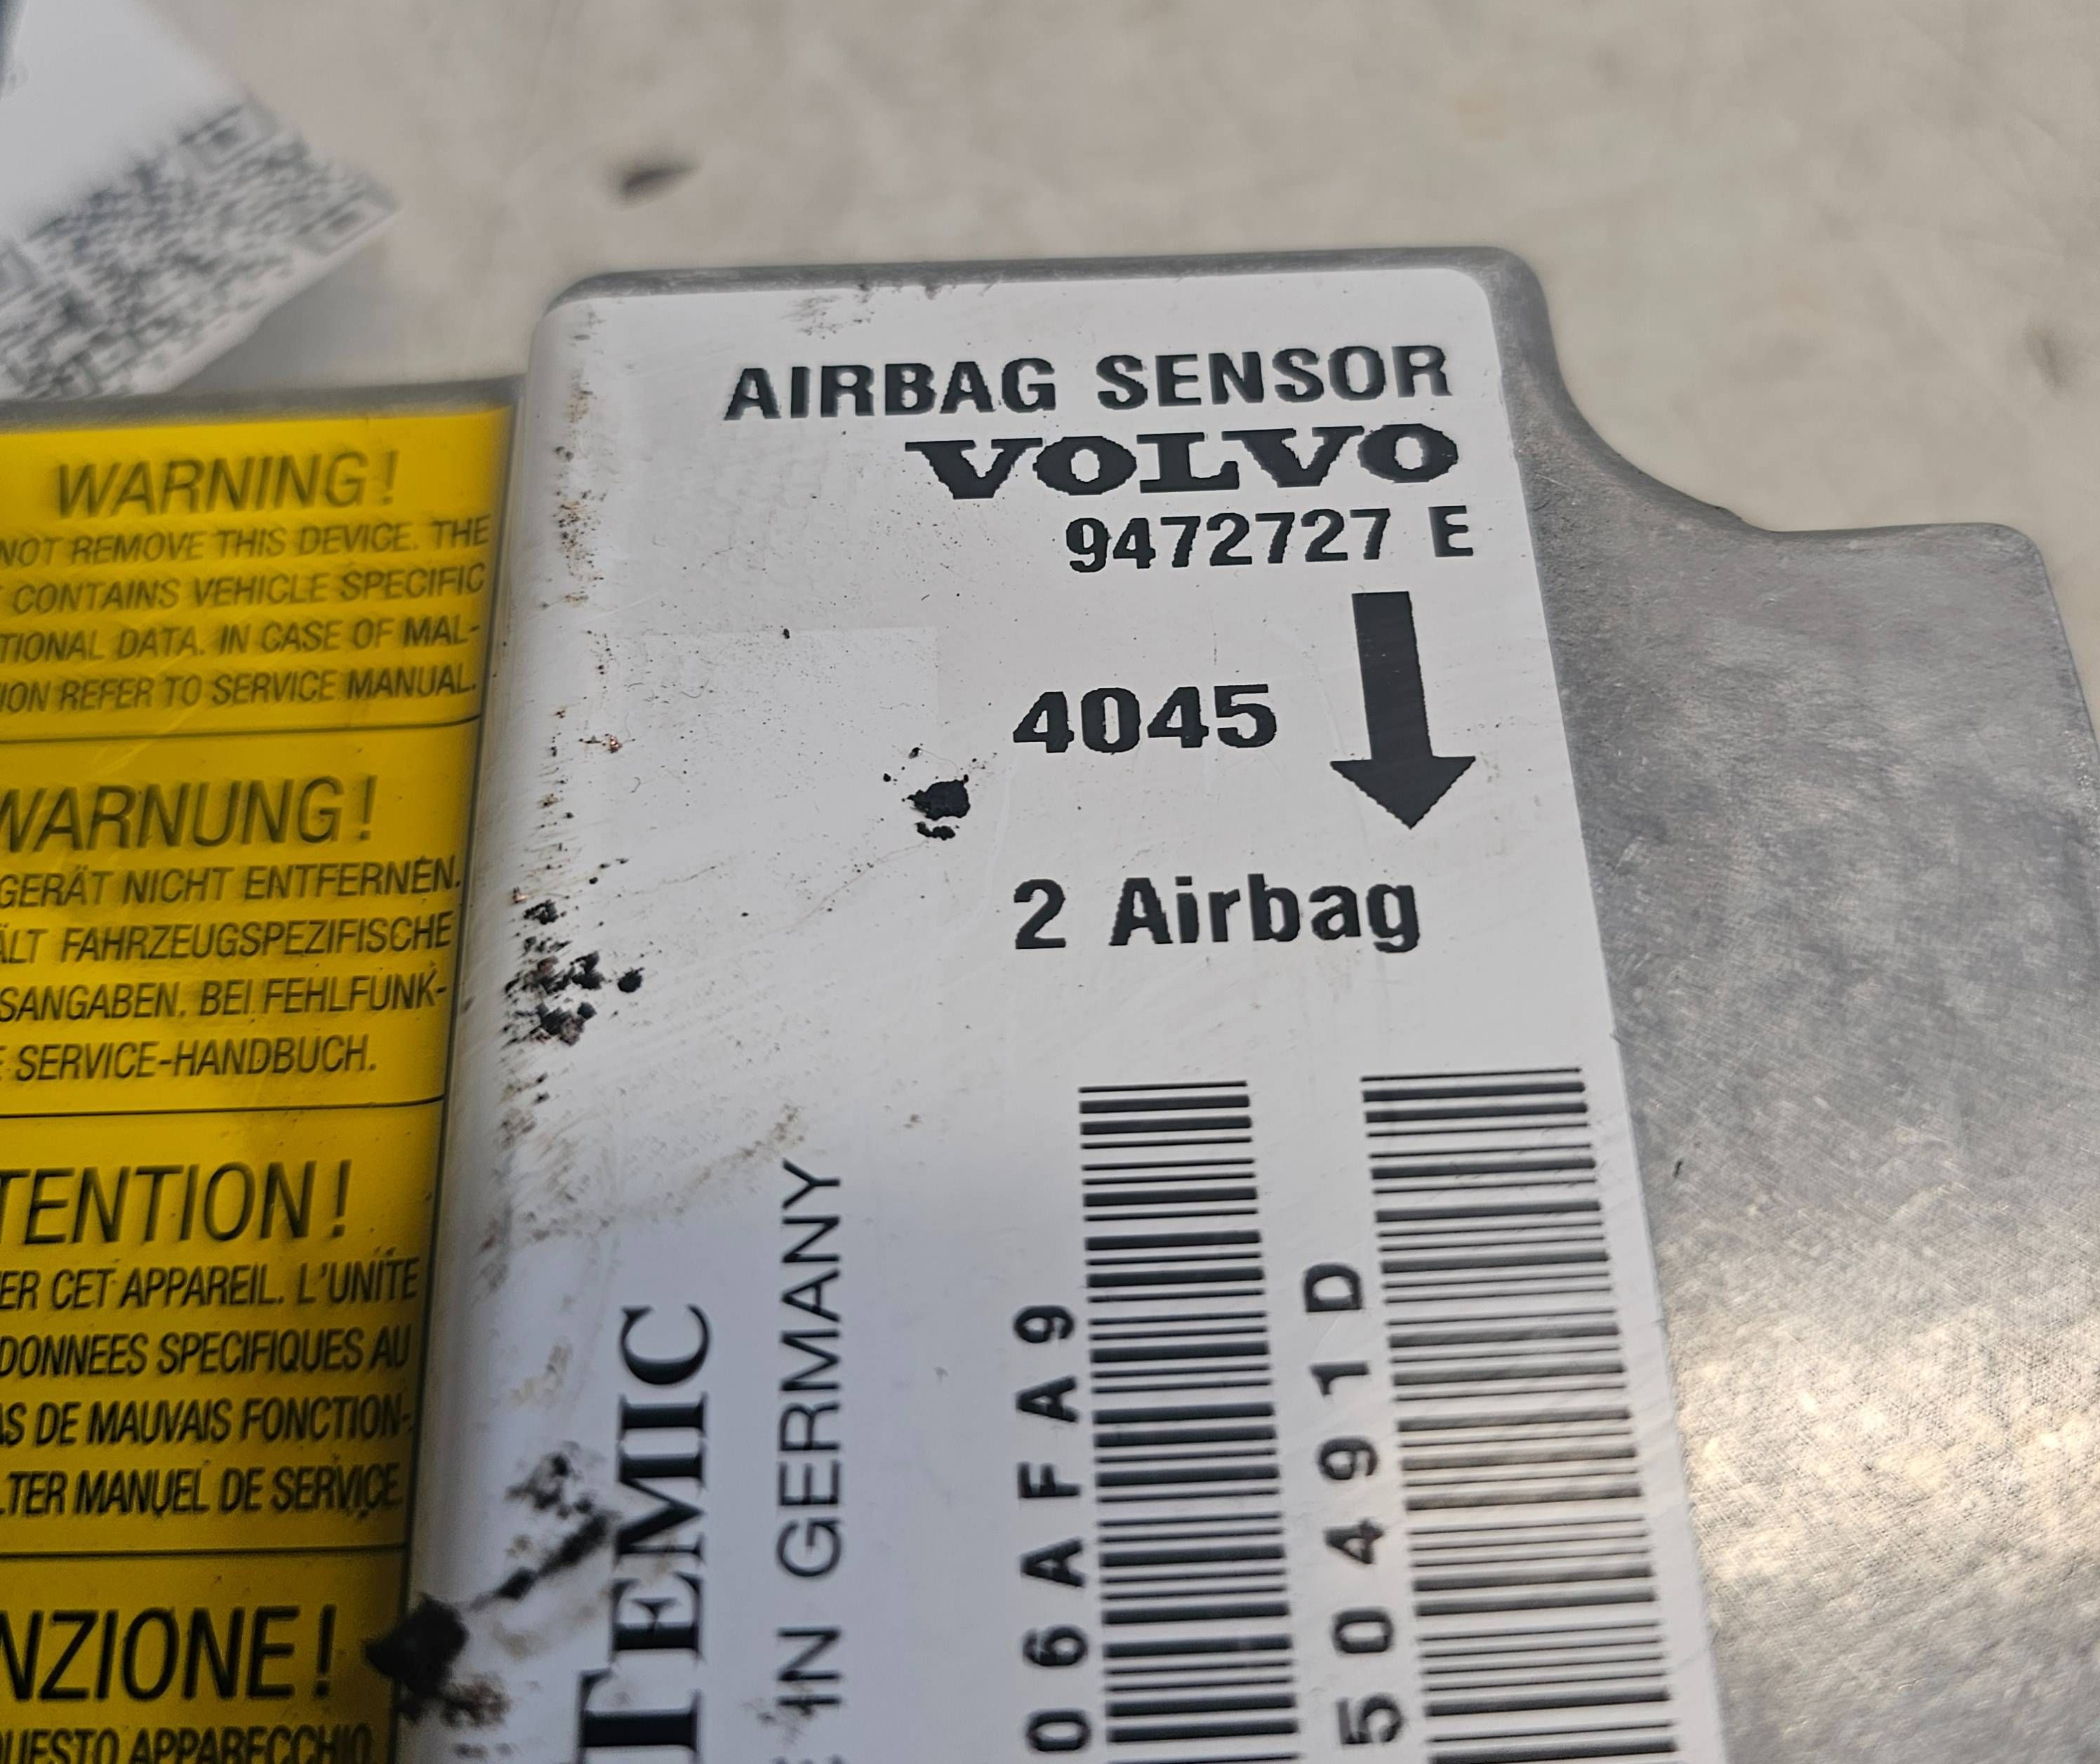 WARNING!
NOT REMOVE THIS DEVICE. THE
CONTAINS VEHICLE SPECIFIC
TIONAL DATA. IN CASE OF MAL-
ION REFER TO SERVICE MANUAL.
WARNUNG!
GERÄT NICHT ENTFERNEN.
ÄLT FAHRZEUGSPEZIFISCHE
SANGABEN. BEI FEHLFUNK-
E SERVICE-HANDBUCH.
TENTION!
ER CET APPAREIL. L'UNITE
DONNEES SPECIFIQUES AU
AS DE MAUVAIS FONCTION-
LTER MANUEL DE SERVICE
NZIONE!
QUESTO APPARECCHIO
AIRBAG SENSOR
VOLVO
9472727 E
4045
2 Airbag
TEMIC
E IN GERMANY
06AFA9
50491D